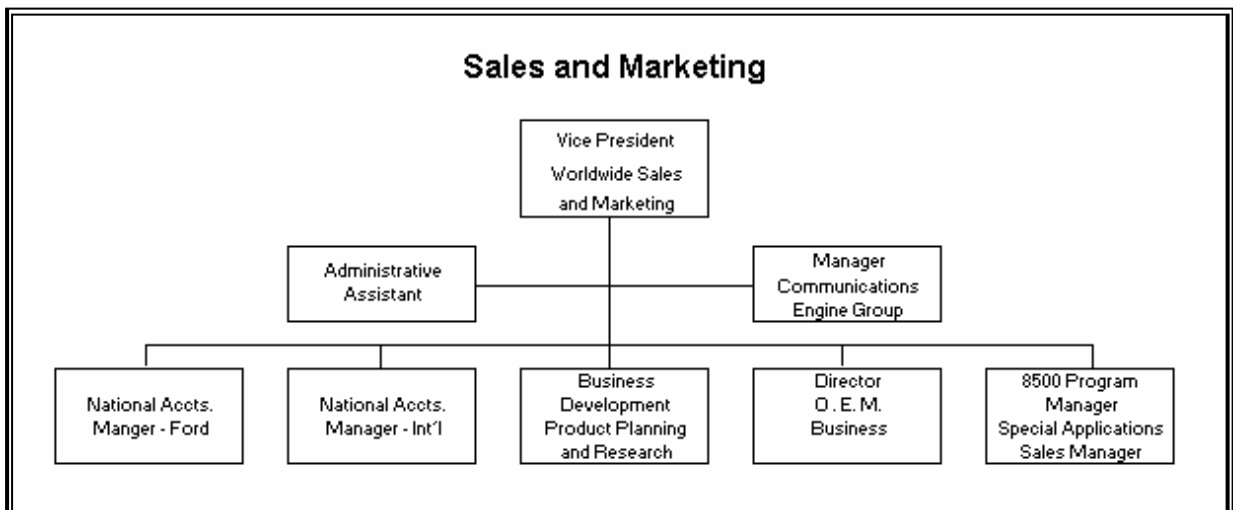 Sales and Marketing
Vice President
Worldwide Sales
and Marketing
Administrative
Assistant
Manager
Communications
Engine Group
National Accts.
Manger - Ford
National Accts.
Manager - Int'l
Business
Development
Product Planning
and Research
Director
O . E. M.
Business
8500 Program
Manager
Special Applications
Sales Manager